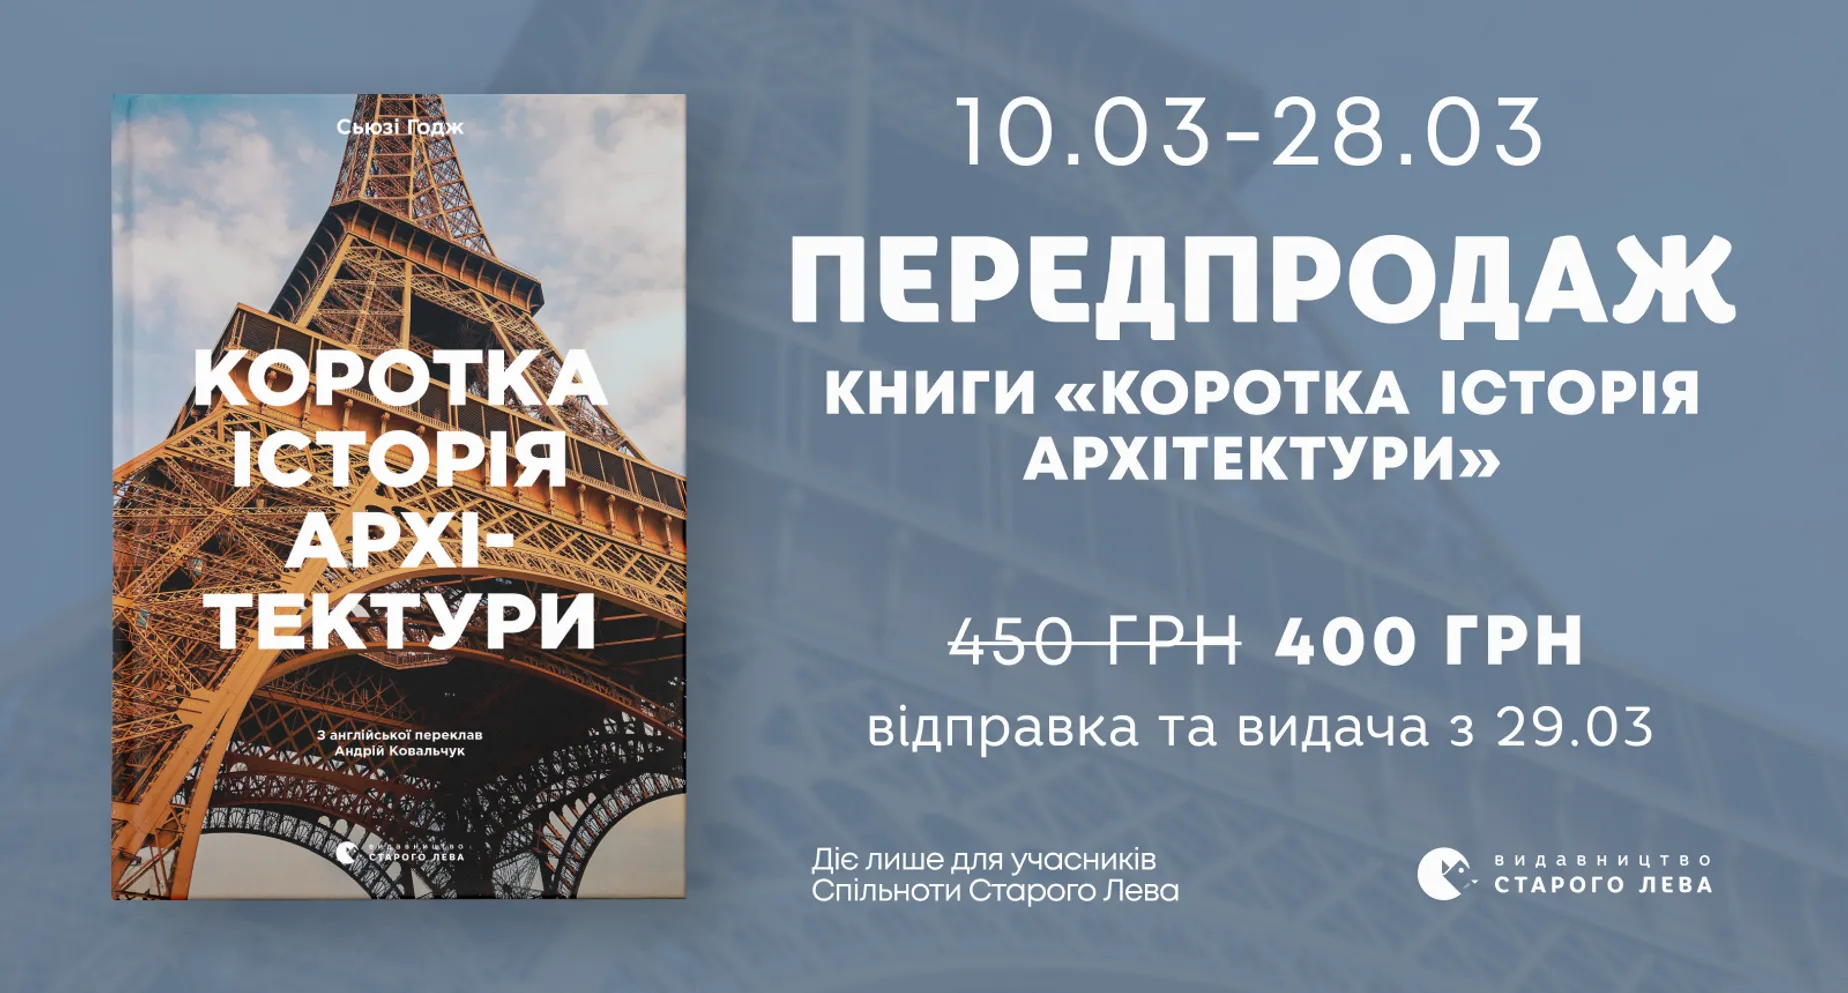 Сьюзі Годж
КОРОТКА
ІСТОРІЯ
АРХІ-
ТЕКТУРИ
З англійської переклав
Андрій Ковальчук
видавництво
СТАРОГО ЛЕВА
10.03-28.03
ПЕРЕДПРОДАЖ
КНИГИ «КОРОТКА ІСТОРІЯ
АРХІТЕКТУРИ»
450 ГРН 400 ГРН
відправка та видача з 29.03
Діє лише для учасників
Спільноти Старого Лева
видавництво
СТАРОГО ЛЕВА